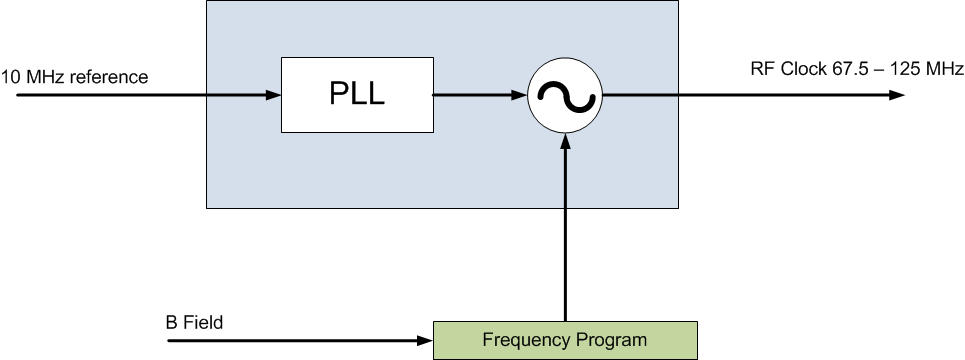 10 MHz reference
PLL
RF Clock 67.5 – 125 MHz
B Field
Frequency Program